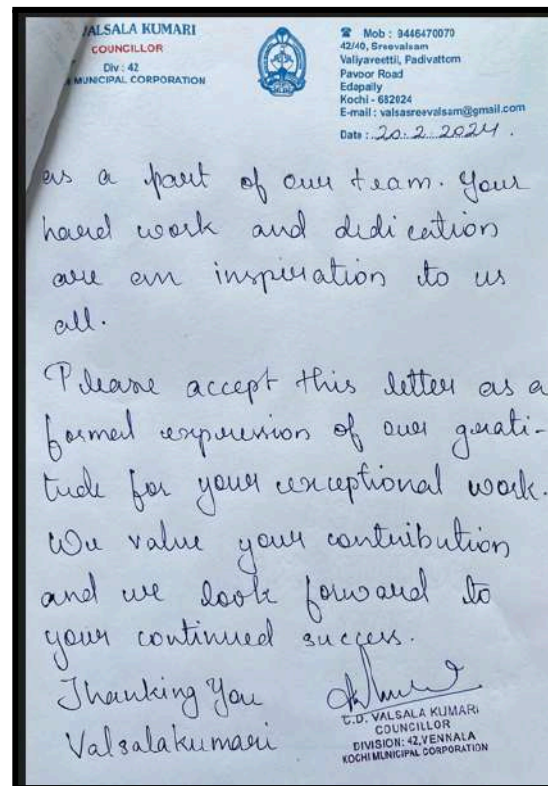 VALSALA KUMARI
COUNCILLOR
Div : 42
MUNICIPAL CORPORATION
Mob : 9446470070
42/40, Sreevalsam
Valiyaveettil, Padivattom
Pavoor Road
Edapally
Kochi - 682024
E-mail : valsasreevalsam@gmail.com
Date : 20.2.2024.
as a part of our team. Your
hard work and dedication
are an inspiration to us
all.
Please accept this letter as a
formal expression of our grati-
tude for your exceptional work.
We value your contribution
and we look forward to
your continued success.
Thanking You
Valsalakumari
C.D. VALSALA KUMARI
COUNCILLOR
DIVISION: 42, VENNALA
KOCHI MUNICIPAL CORPORATION